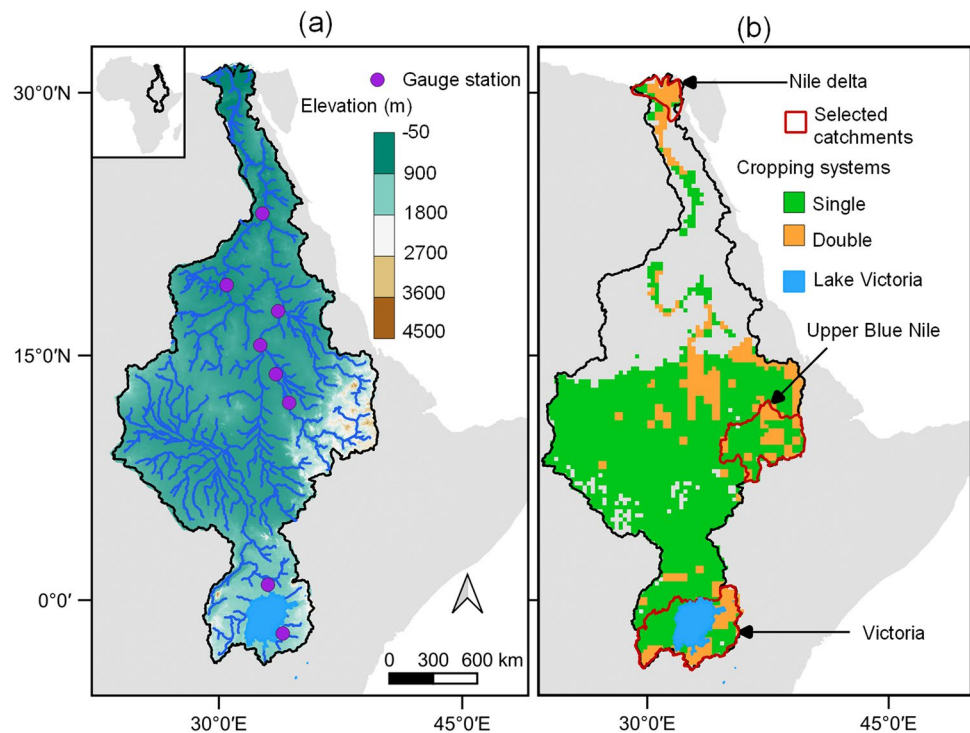 (a)
(b)
Gauge station
Elevation (m)
-50
900
1800
2700
3600
4500
30°0′N
15°0′N
0°0′
0 300 600 km
30°0′E
45°0′E
Nile delta
Selected
catchments
Cropping systems
Single
Double
Lake Victoria
Upper Blue Nile
Victoria
30°0′E
45°0′E